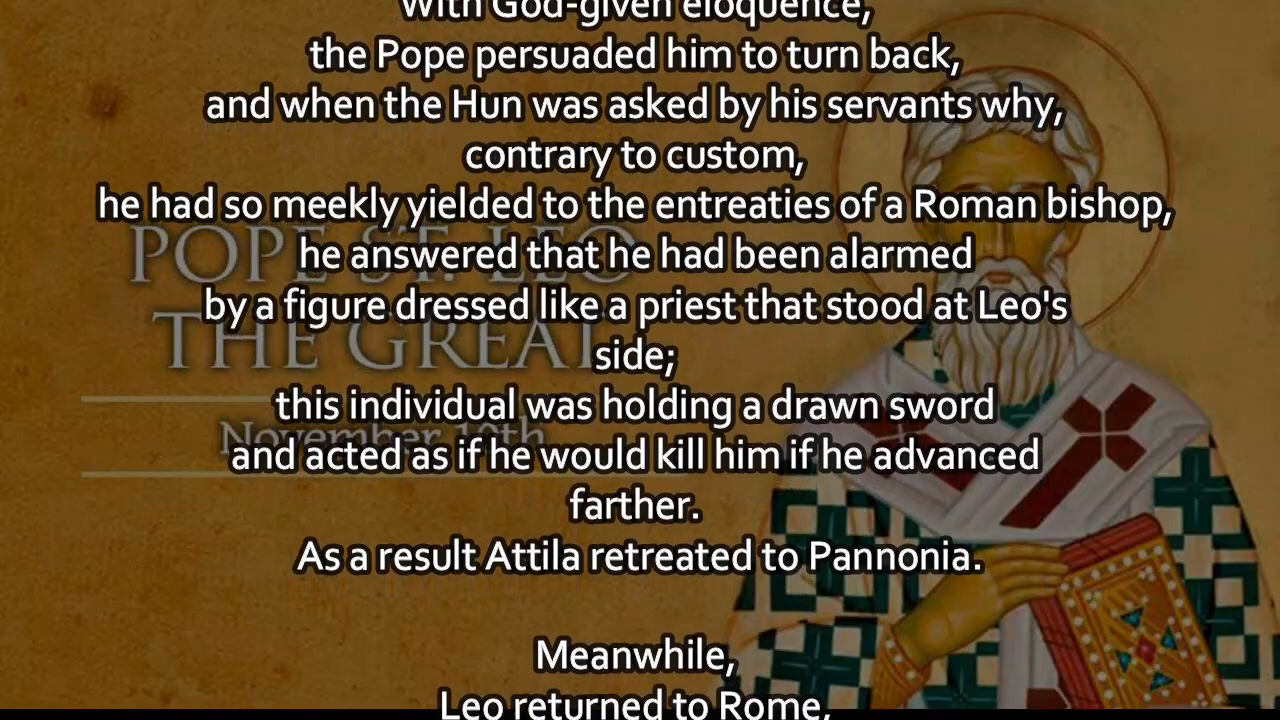 With God-given eloquence,
the Pope persuaded him to turn back,
and when the Hun was asked by his servants why,
contrary to custom,
he had so meekly yielded to the entreaties of a Roman bishop,
he answered that he had been alarmed
by a figure dressed like a priest that stood at Leo's
side;
this individual was holding a drawn sword
and acted as if he would kill him if he advanced
farther.
As a result Attila retreated to Pannonia.
Meanwhile,
Leo returned to Rome,
POPE ST. LEO
THE GREAT
November 10th